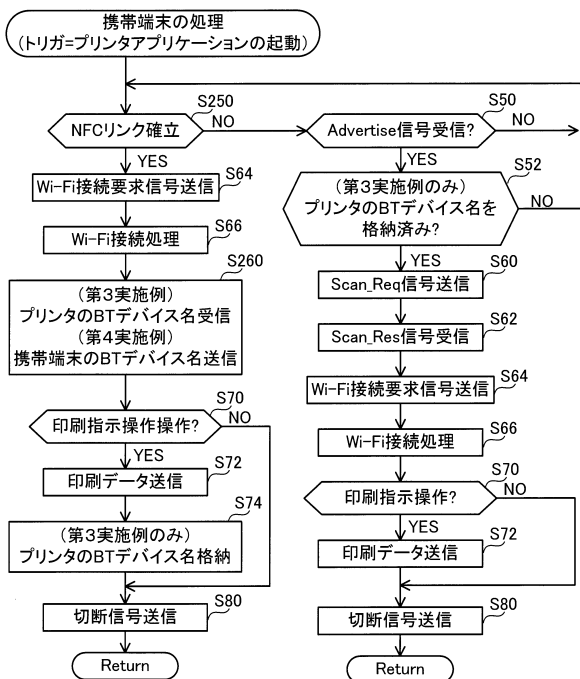 携帯端末の処理
(トリガ=プリンタアプリケーションの起動)
S250
NFCリンク確立
NO
YES
S64
Wi-Fi接続要求信号送信
S66
Wi-Fi接続処理
S260
(第3実施例)
プリンタのBTデバイス名受信
(第4実施例)
携帯端末のBTデバイス名送信
S70
印刷指示操作操作?
NO
YES
S72
印刷データ送信
S74
(第3実施例のみ)
プリンタのBTデバイス名格納
S80
切断信号送信
Return
S50
Advertise信号受信?
NO
YES
S52
(第3実施例のみ)
プリンタのBTデバイス名を
格納済み?
NO
YES
S60
Scan_Req信号送信
S62
Scan_Res信号受信
S64
Wi-Fi接続要求信号送信
S66
Wi-Fi接続処理
S70
印刷指示操作?
NO
YES
S72
印刷データ送信
S80
切断信号送信
Return